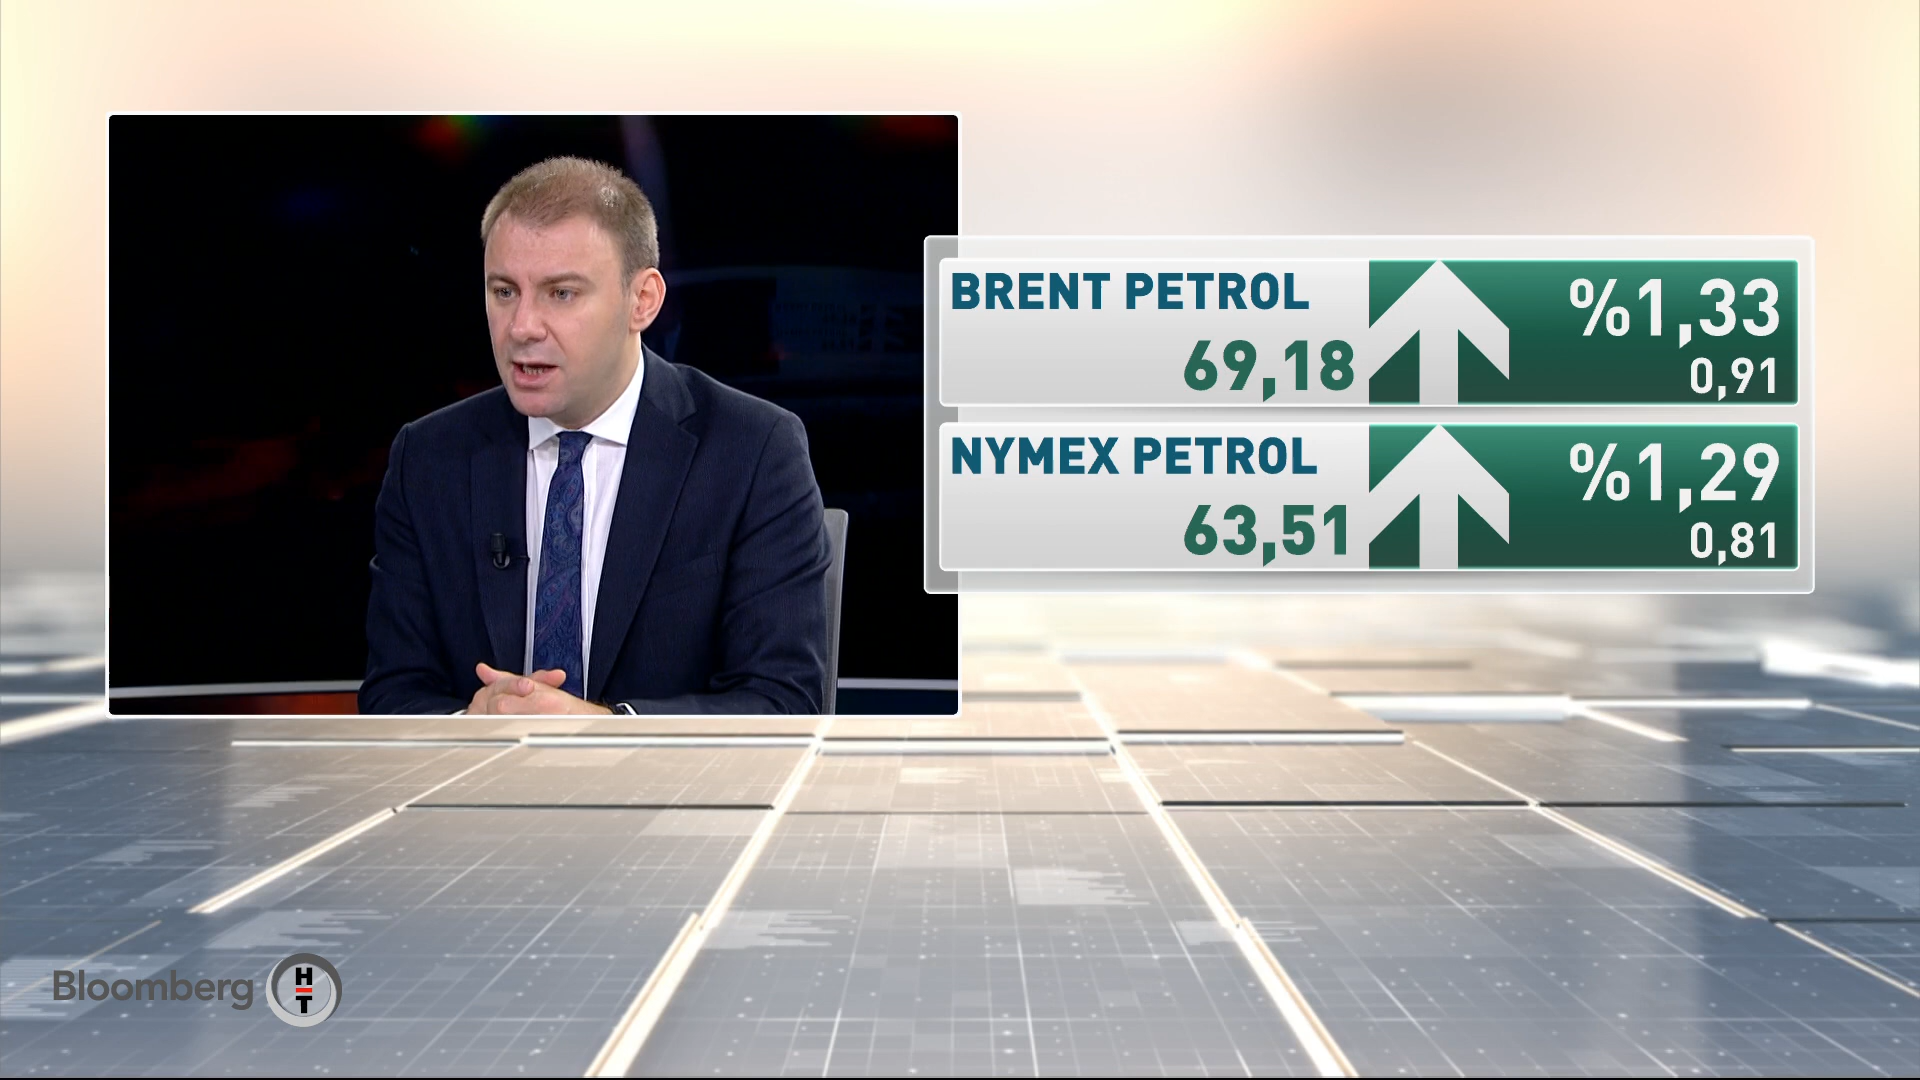 BRENT PETROL
69,18
%1,33
0,91
NYMEX PETROL
63,51
%1,29
0,81
Bloomberg HT